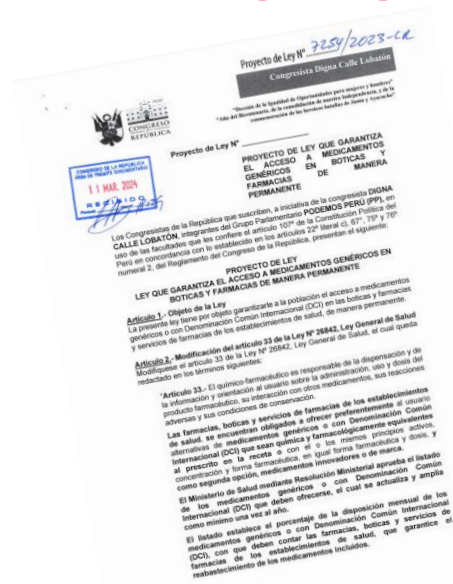 Proyecto de Ley N° 7254/2023-CR
Congresista Digna Calle Lobatón
"Decenio de la Igualdad de Oportunidades para mujeres y hombres"
"Año del Bicentenario, de la consolidación de nuestra Independencia, y de la
conmemoración de las heroicas batallas de Junín y Ayacucho"
CONGRESO
REPÚBLICA
CONGRESO DE LA REPÚBLICA
ÁREA DE TRÁMITE DOCUMENTARIO
11 MAR. 2024
RECIBIDO
Proyecto de Ley N°
PROYECTO DE LEY QUE GARANTIZA
EL ACCESO A MEDICAMENTOS
GENÉRICOS EN BOTICAS Y
FARMACIAS DE MANERA
PERMANENTE
Los Congresistas de la República que suscriben, a iniciativa de la congresista DIGNA
CALLE LOBATÓN, integrantes del Grupo Parlamentario PODEMOS PERÚ (PP), en
uso de las facultades que les confiere el artículo 107° de la Constitución Política del
Perú en concordancia con lo establecido en los artículos 22° literal c), 67°, 75° y 76°
numeral 2, del Reglamento del Congreso de la República, presentan el siguiente:
PROYECTO DE LEY
LEY QUE GARANTIZA EL ACCESO A MEDICAMENTOS GENÉRICOS EN
BOTICAS Y FARMACIAS DE MANERA PERMANENTE
Artículo 1.- Objeto de la Ley
La presente ley tiene por objeto garantizarle a la población el acceso a medicamentos
genéricos o con Denominación Común Internacional (DCI) en las boticas y farmacias
y servicios de farmacias de los establecimientos de salud, de manera permanente.
Artículo 2.- Modificación del artículo 33 de la Ley N° 26842, Ley General de Salud
Modifíquese el artículo 33 de la Ley N° 26842, Ley General de Salud, el cual queda
redactado en los términos siguientes:
"Artículo 33.- El químico-farmacéutico es responsable de la dispensación y de
la información y orientación al usuario sobre la administración, uso y dosis del
producto farmacéutico, su interacción con otros medicamentos, sus reacciones
adversas y sus condiciones de conservación.
Las farmacias, boticas y servicios de farmacias de los establecimientos
de salud, se encuentran obligados a ofrecer preferentemente al usuario
alternativas de medicamentos genéricos o con Denominación Común
Internacional (DCI) que sean química y farmacológicamente equivalentes
al prescrito en la receta o con el o los mismos principios activos,
concentración y forma farmacéutica, en igual forma farmacéutica y dosis, y
como segunda opción, medicamentos innovadores o de marca.
El Ministerio de Salud mediante Resolución Ministerial aprueba el listado
de los medicamentos genéricos o con Denominación Común
Internacional (DCI) que deben ofrecerse, el cual se actualiza y amplía
como mínimo una vez al año.
El listado establece el porcentaje de la disposición mensual de los
medicamentos genéricos o con Denominación Común Internacional
(DCI), con que deben contar las farmacias, boticas y servicios de
farmacias de los establecimientos de salud, que garantice el
reabastecimiento de los medicamentos incluidos.